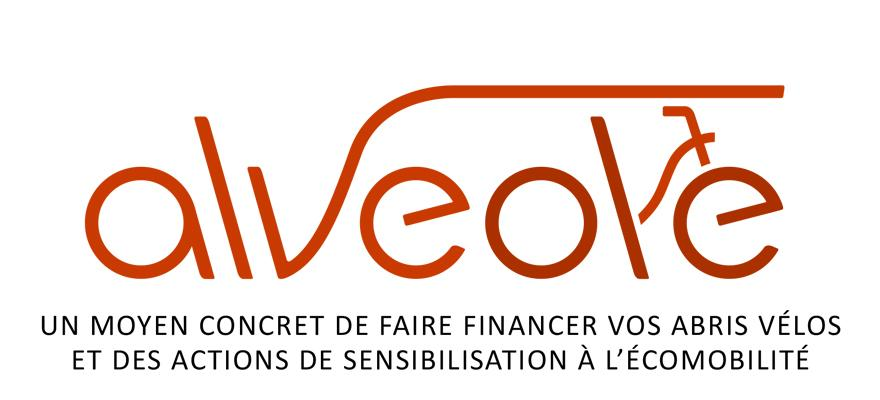 alveole
UN MOYEN CONCRET DE FAIRE FINANCER VOS ABRIS VÉLOS
ET DES ACTIONS DE SENSIBILISATION À L’ÉCOMOBILITÉ